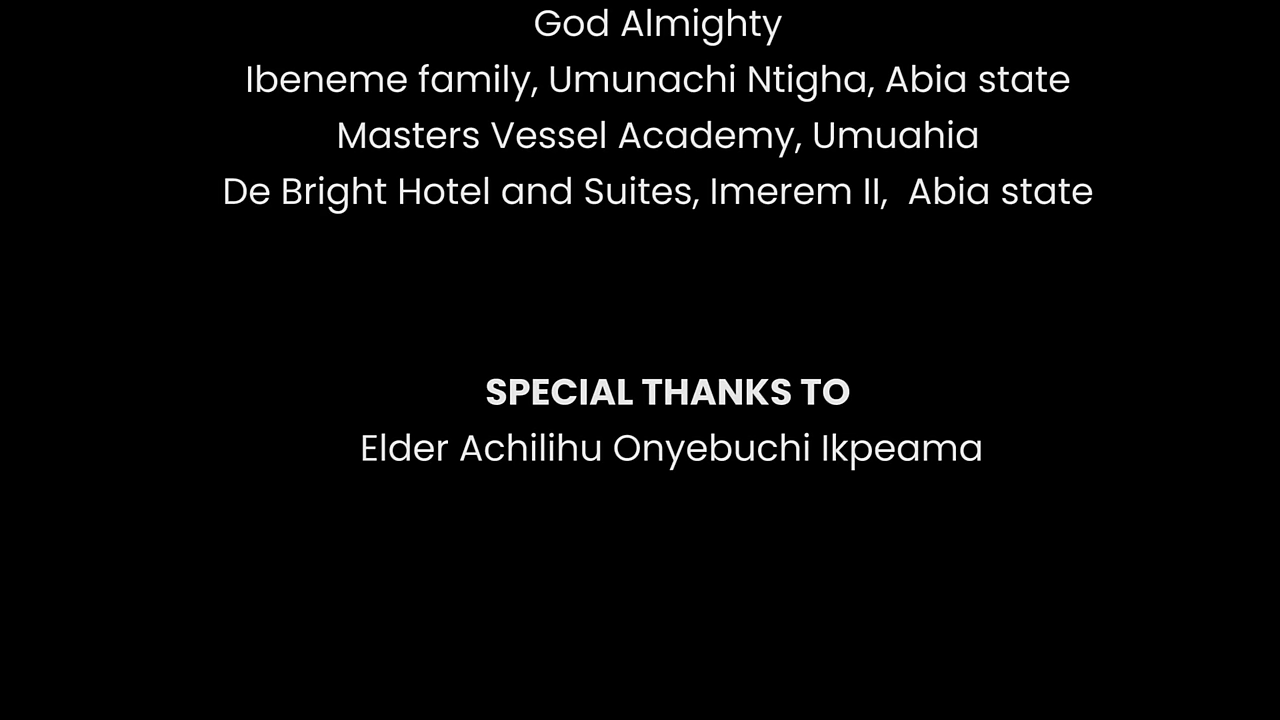 God Almighty
Ibeneme family, Umunachi Ntigha, Abia state
Masters Vessel Academy, Umuahia
De Bright Hotel and Suites, Imerem II,  Abia state
SPECIAL THANKS TO
Elder Achilihu Onyebuchi Ikpeama